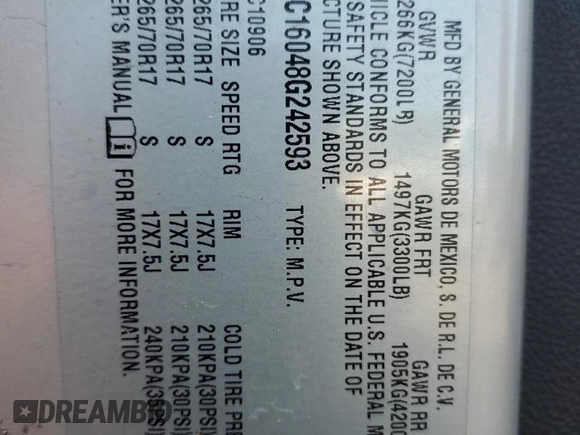 MFD BY GENERAL MOTORS DE MEXICO, S. DE R.L. DE C.V.
GVWR GAWR FRT GAWR RR
266KG(7200LB) 1497KG(3300LB) 1905KG(4200
ICLE CONFORMS TO ALL APPLICABLE U.S. FEDERAL M
SAFETY STANDARDS IN EFFECT ON THE DATE OF
CTURE SHOWN ABOVE.
C16048G242593 TYPE: M.P.V.
C10906
RE SIZE SPEED RTG RIM COLD TIRE PRE
265/70R17 S 17X7.5J 210KPA(30PSI)
265/70R17 S 17X7.5J 210KPA(30PSI)
265/70R17 S 17X7.5J 240KPA(35PSI)
ER'S MANUAL FOR MORE INFORMATION.
DREAMBID